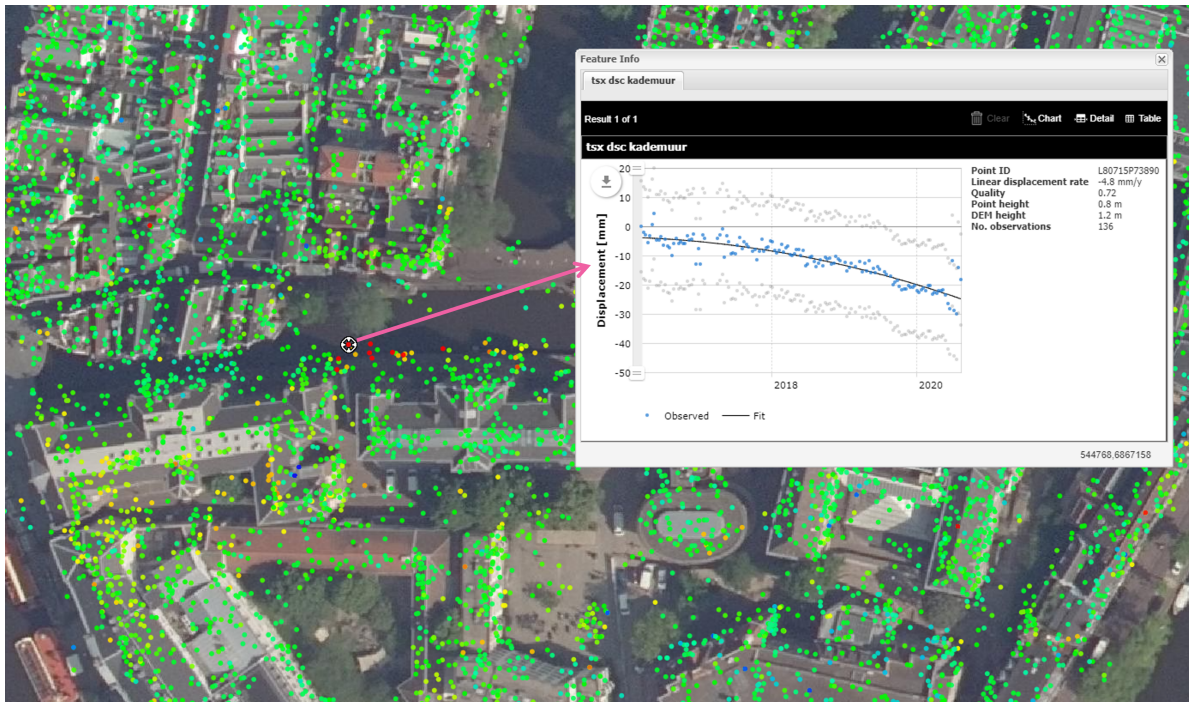 Feature Info
tsx dsc kademuur
Result 1 of 1
Clear Chart Detail Table
tsx dsc kademuur
Displacement [mm]
20
10
0
-10
-20
-30
-40
-50
2018 2020
Observed Fit
Point ID L80715P73890
Linear displacement rate -4.8 mm/y
Quality 0.72
Point height 0.8 m
DEM height 1.2 m
No. observations 136
544768,6867158